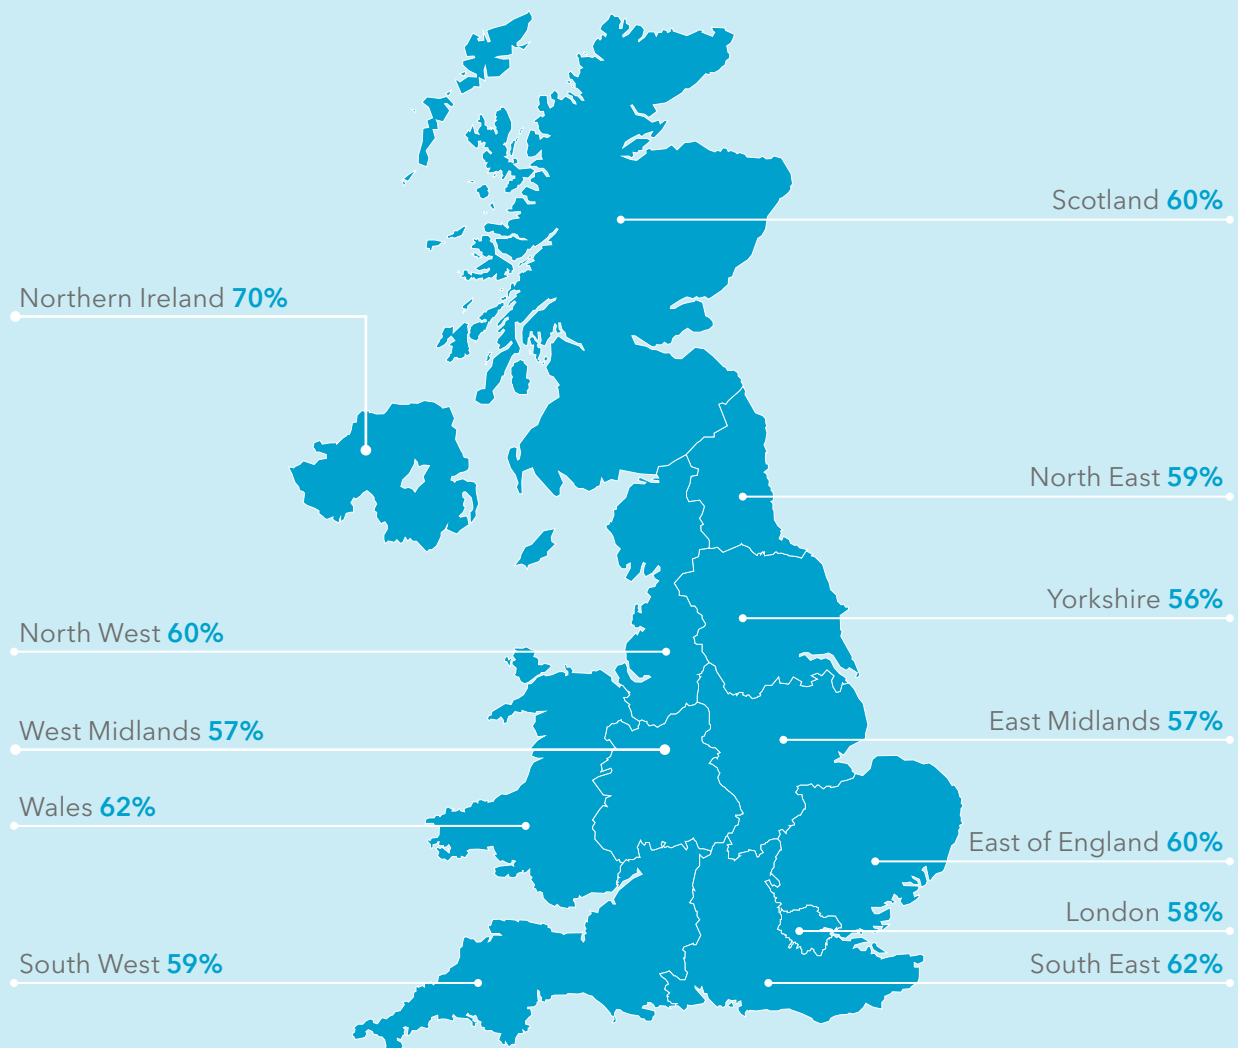 Scotland 60%
Northern Ireland 70%
North East 59%
Yorkshire 56%
North West 60%
East Midlands 57%
West Midlands 57%
Wales 62%
East of England 60%
London 58%
South West 59%
South East 62%